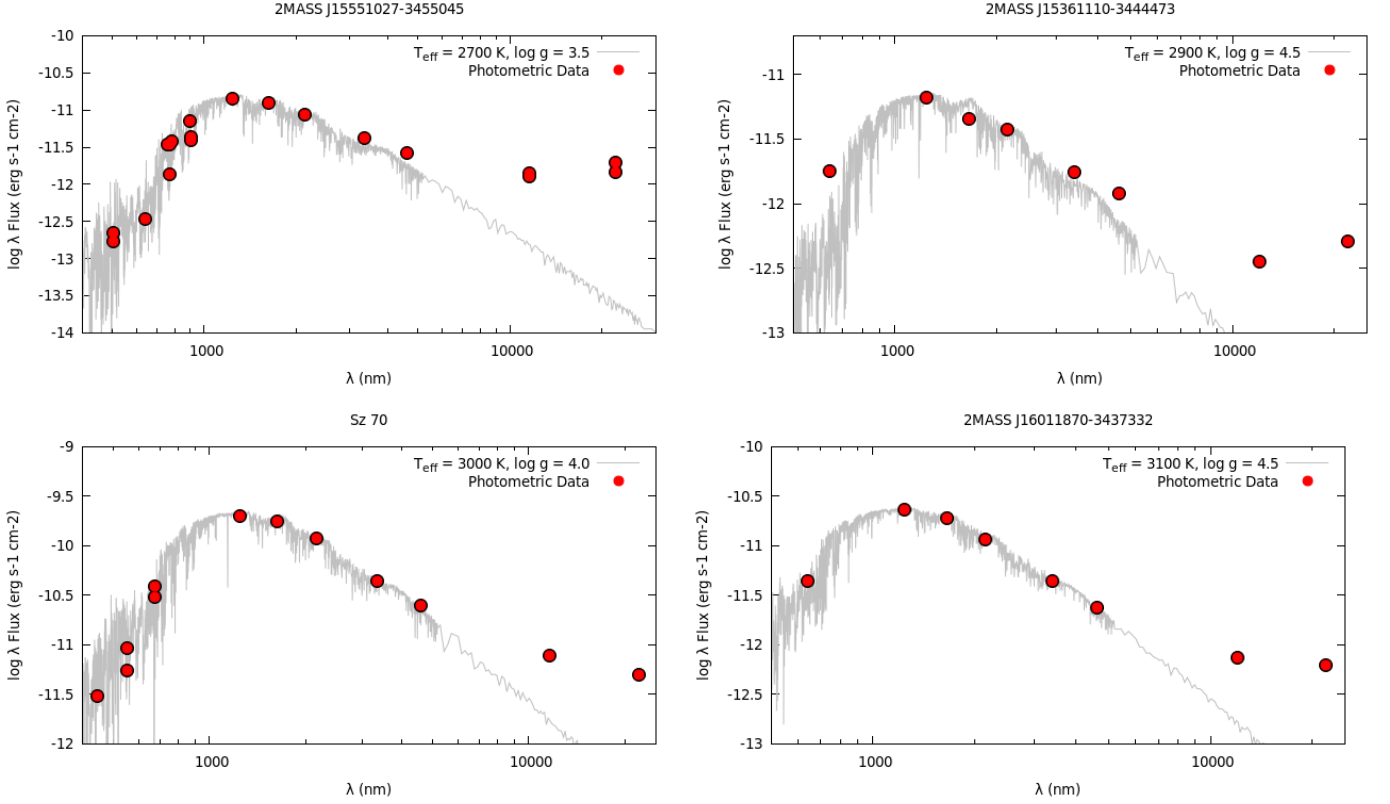 2MASS J15551027-3455045
T_eff = 2700 K, log g = 3.5
Photometric Data
-10
-10.5
-11
-11.5
-12
-12.5
-13
-13.5
-14
log λ Flux (erg s-1 cm-2)
1000
10000
λ (nm)
2MASS J15361110-3444473
T_eff = 2900 K, log g = 4.5
Photometric Data
-11
-11.5
-12
-12.5
-13
log λ Flux (erg s-1 cm-2)
1000
10000
λ (nm)
Sz 70
T_eff = 3000 K, log g = 4.0
Photometric Data
-9
-9.5
-10
-10.5
-11
-11.5
-12
log λ Flux (erg s-1 cm-2)
1000
10000
λ (nm)
2MASS J16011870-3437332
T_eff = 3100 K, log g = 4.5
Photometric Data
-10
-10.5
-11
-11.5
-12
-12.5
-13
log λ Flux (erg s-1 cm-2)
1000
10000
λ (nm)